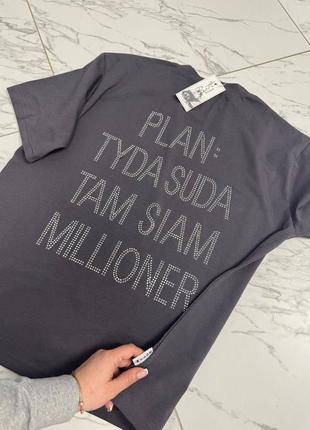 PLAN:
TYDA SUDA
TAM SIAM
MILLIONER